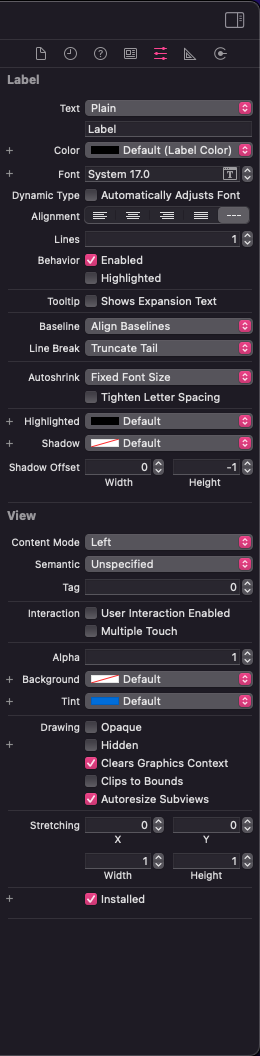 Label
Text Plain
Label
+ Color Default (Label Color)
+ Font System 17.0 T
Dynamic Type Automatically Adjusts Font
Alignment
Lines 1
Behavior Enabled
Highlighted
Tooltip Shows Expansion Text
Baseline Align Baselines
Line Break Truncate Tail
Autoshrink Fixed Font Size
Tighten Letter Spacing
+ Highlighted Default
+ Shadow Default
Shadow Offset 0 -1
Width Height
View
Content Mode Left
Semantic Unspecified
Tag 0
Interaction User Interaction Enabled
Multiple Touch
Alpha 1
+ Background Default
+ Tint Default
Drawing Opaque
+ Hidden
Clears Graphics Context
Clips to Bounds
Autoresize Subviews
Stretching 0 0
X Y
1 1
Width Height
+ Installed